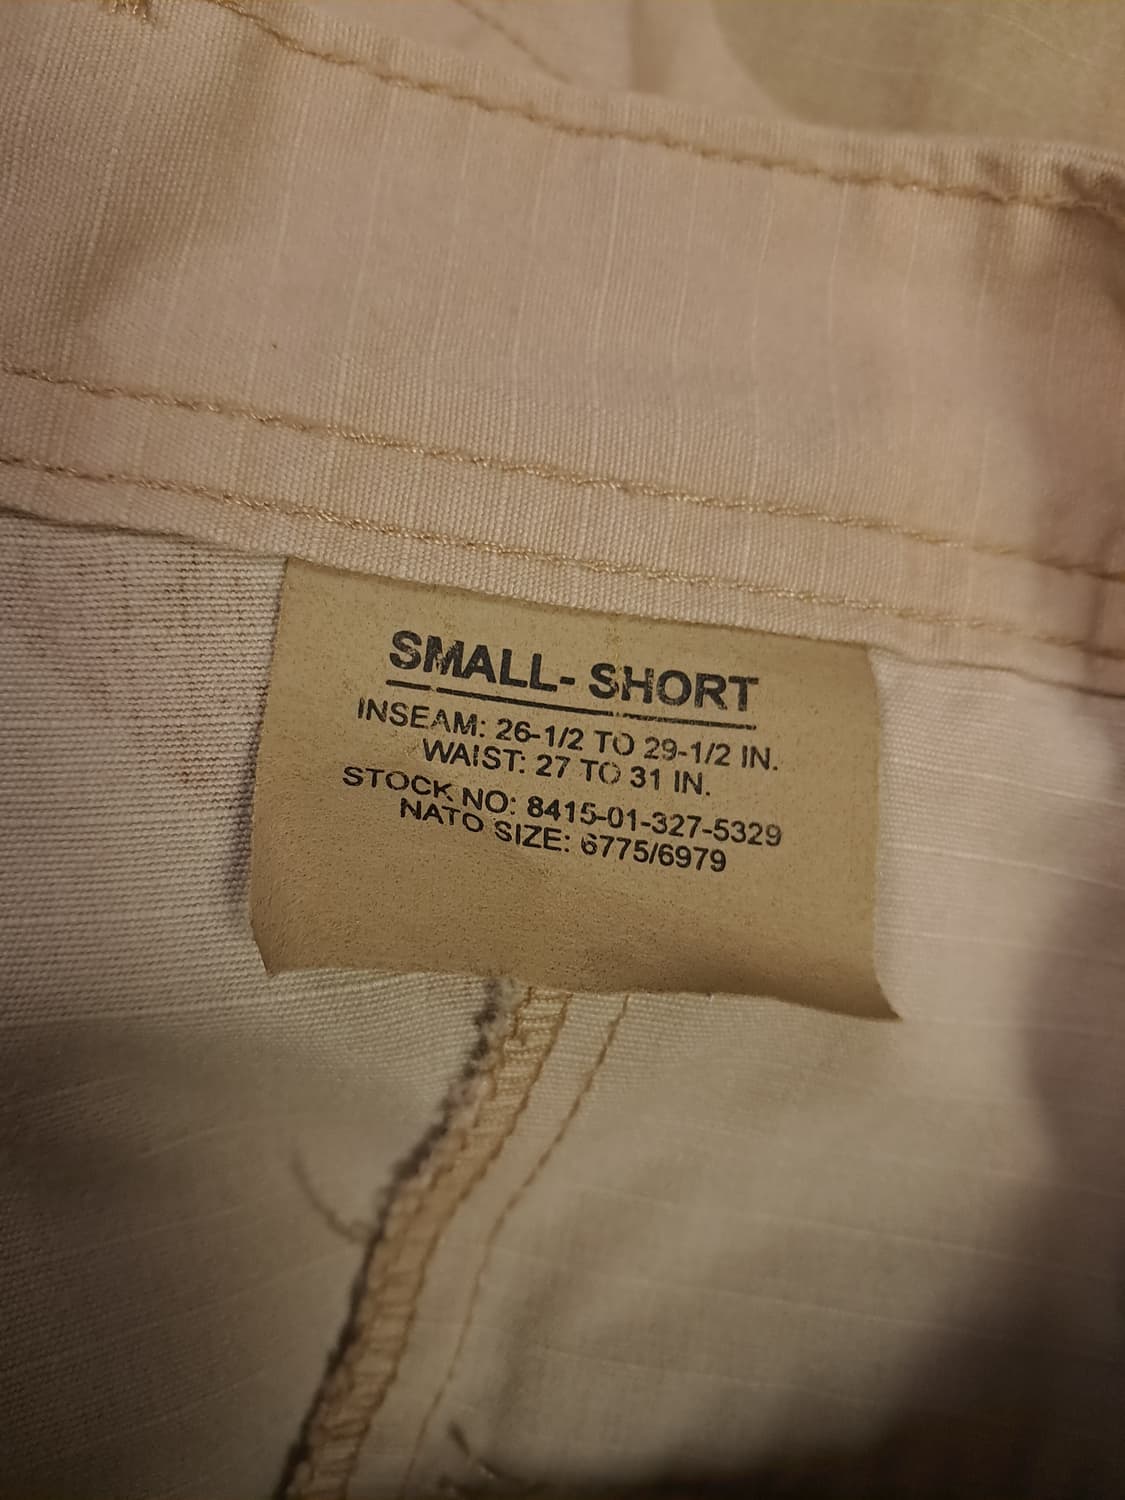 SMALL- SHORT
INSEAM: 26-1/2 TO 29-1/2 IN.
WAIST: 27 TO 31 IN.
STOCK NO: 8415-01-327-5329
NATO SIZE: 6775/6979